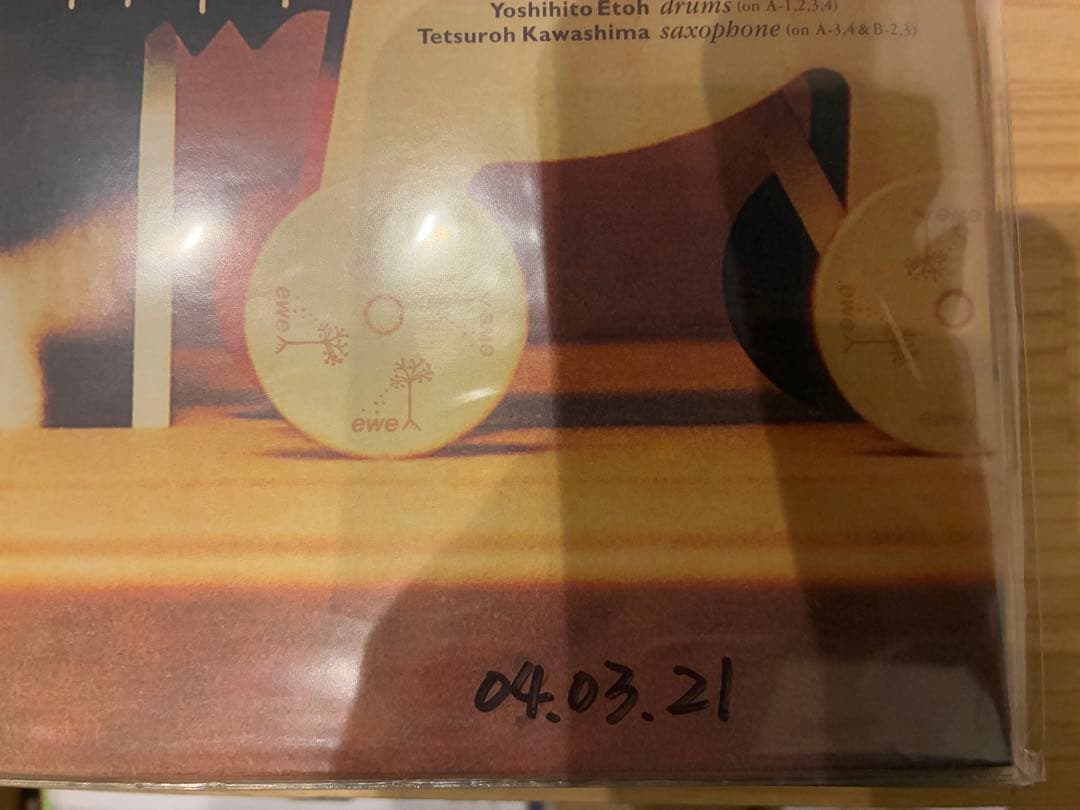 Yoshihito Etoh drums (on A-1,2,3,4)
Tetsuroh Kawashima saxophone (on A-3,4 & B-2,3)
ewe
ewe
ewe
ewe
ewe
ewe
04.03.21